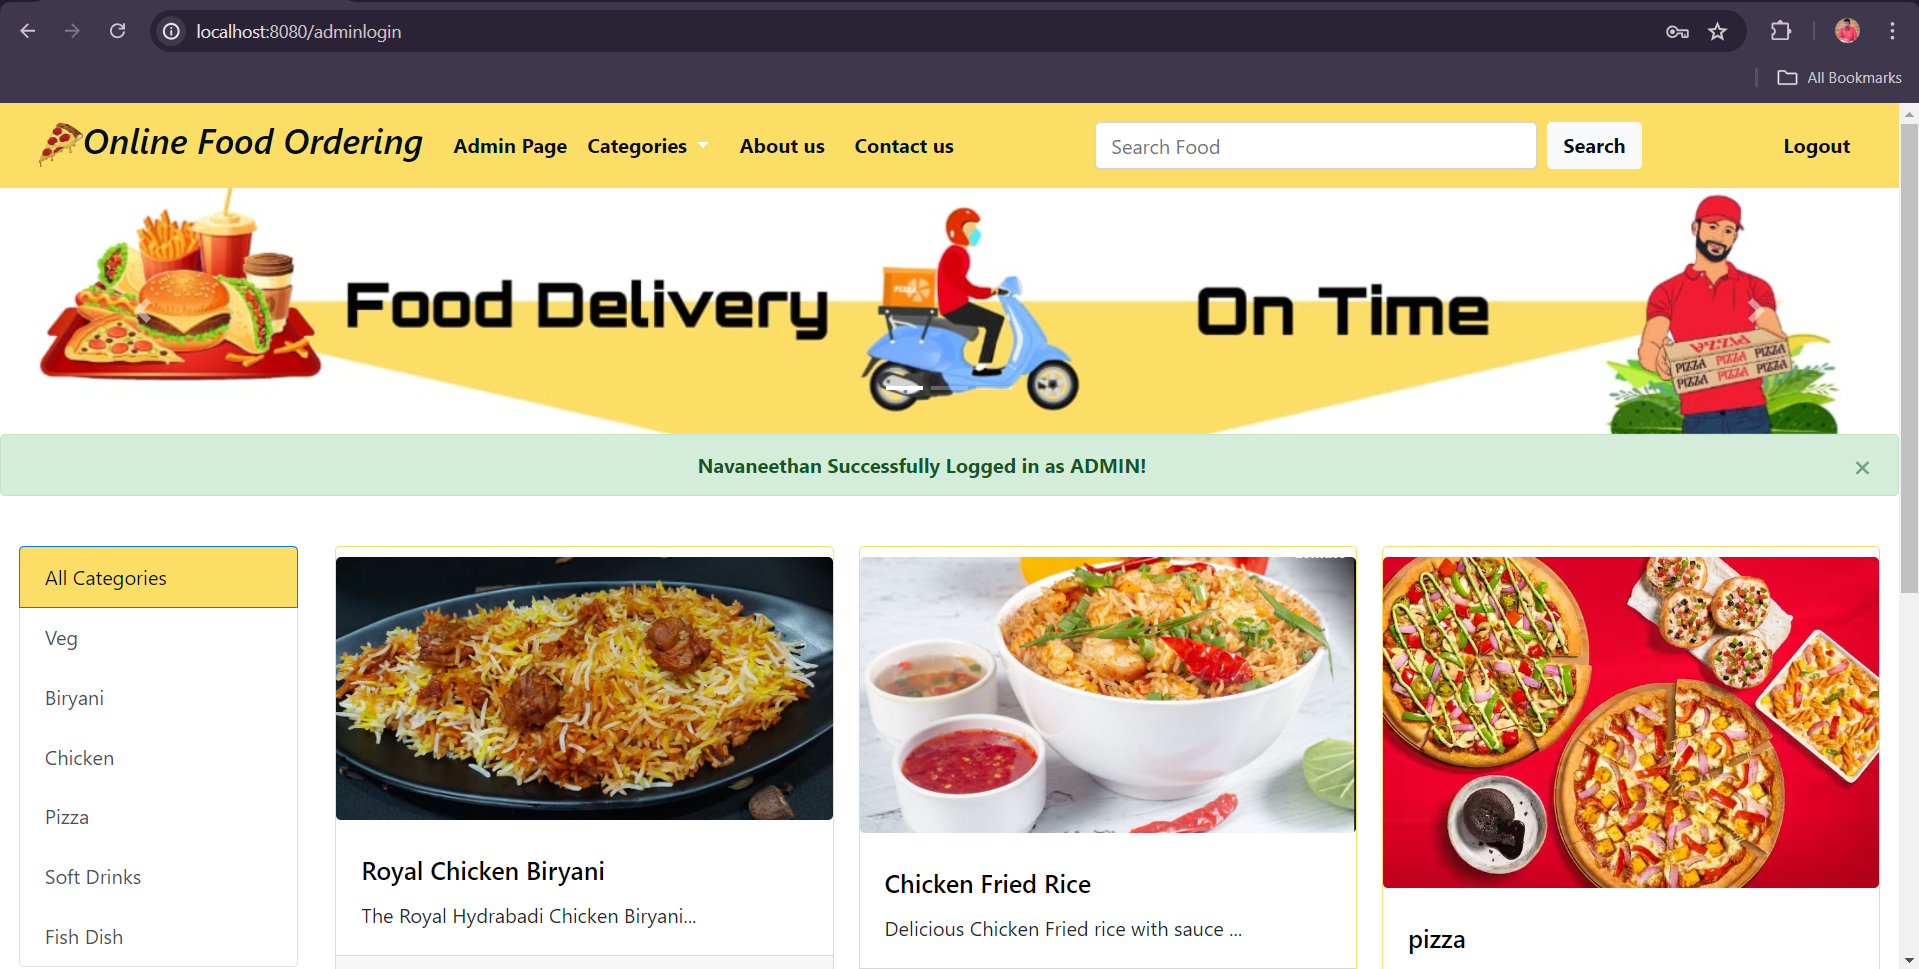 localhost:8080/adminlogin
All Bookmarks
Online Food Ordering Admin Page Categories About us Contact us Search Food Search Logout
Food Delivery On Time
PIZZA
PIZZA
PIZZA PIZZA PIZZA
PIZZA PIZZA PIZZA
Navaneethan Successfully Logged in as ADMIN! ×
All Categories
Veg
Biryani
Chicken
Pizza
Soft Drinks
Fish Dish
Royal Chicken Biryani
The Royal Hydrabadi Chicken Biryani...
Chicken Fried Rice
Delicious Chicken Fried rice with sauce ...
pizza